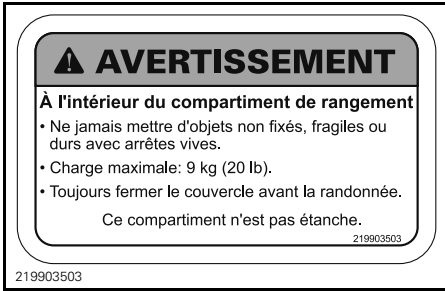 AVERTISSEMENT
À l'intérieur du compartiment de rangement
• Ne jamais mettre d'objets non fixés, fragiles ou
durs avec arrêtes vives.
• Charge maximale: 9 kg (20 lb).
• Toujours fermer le couvercle avant la randonnée.
Ce compartiment n'est pas étanche.
219903503
219903503